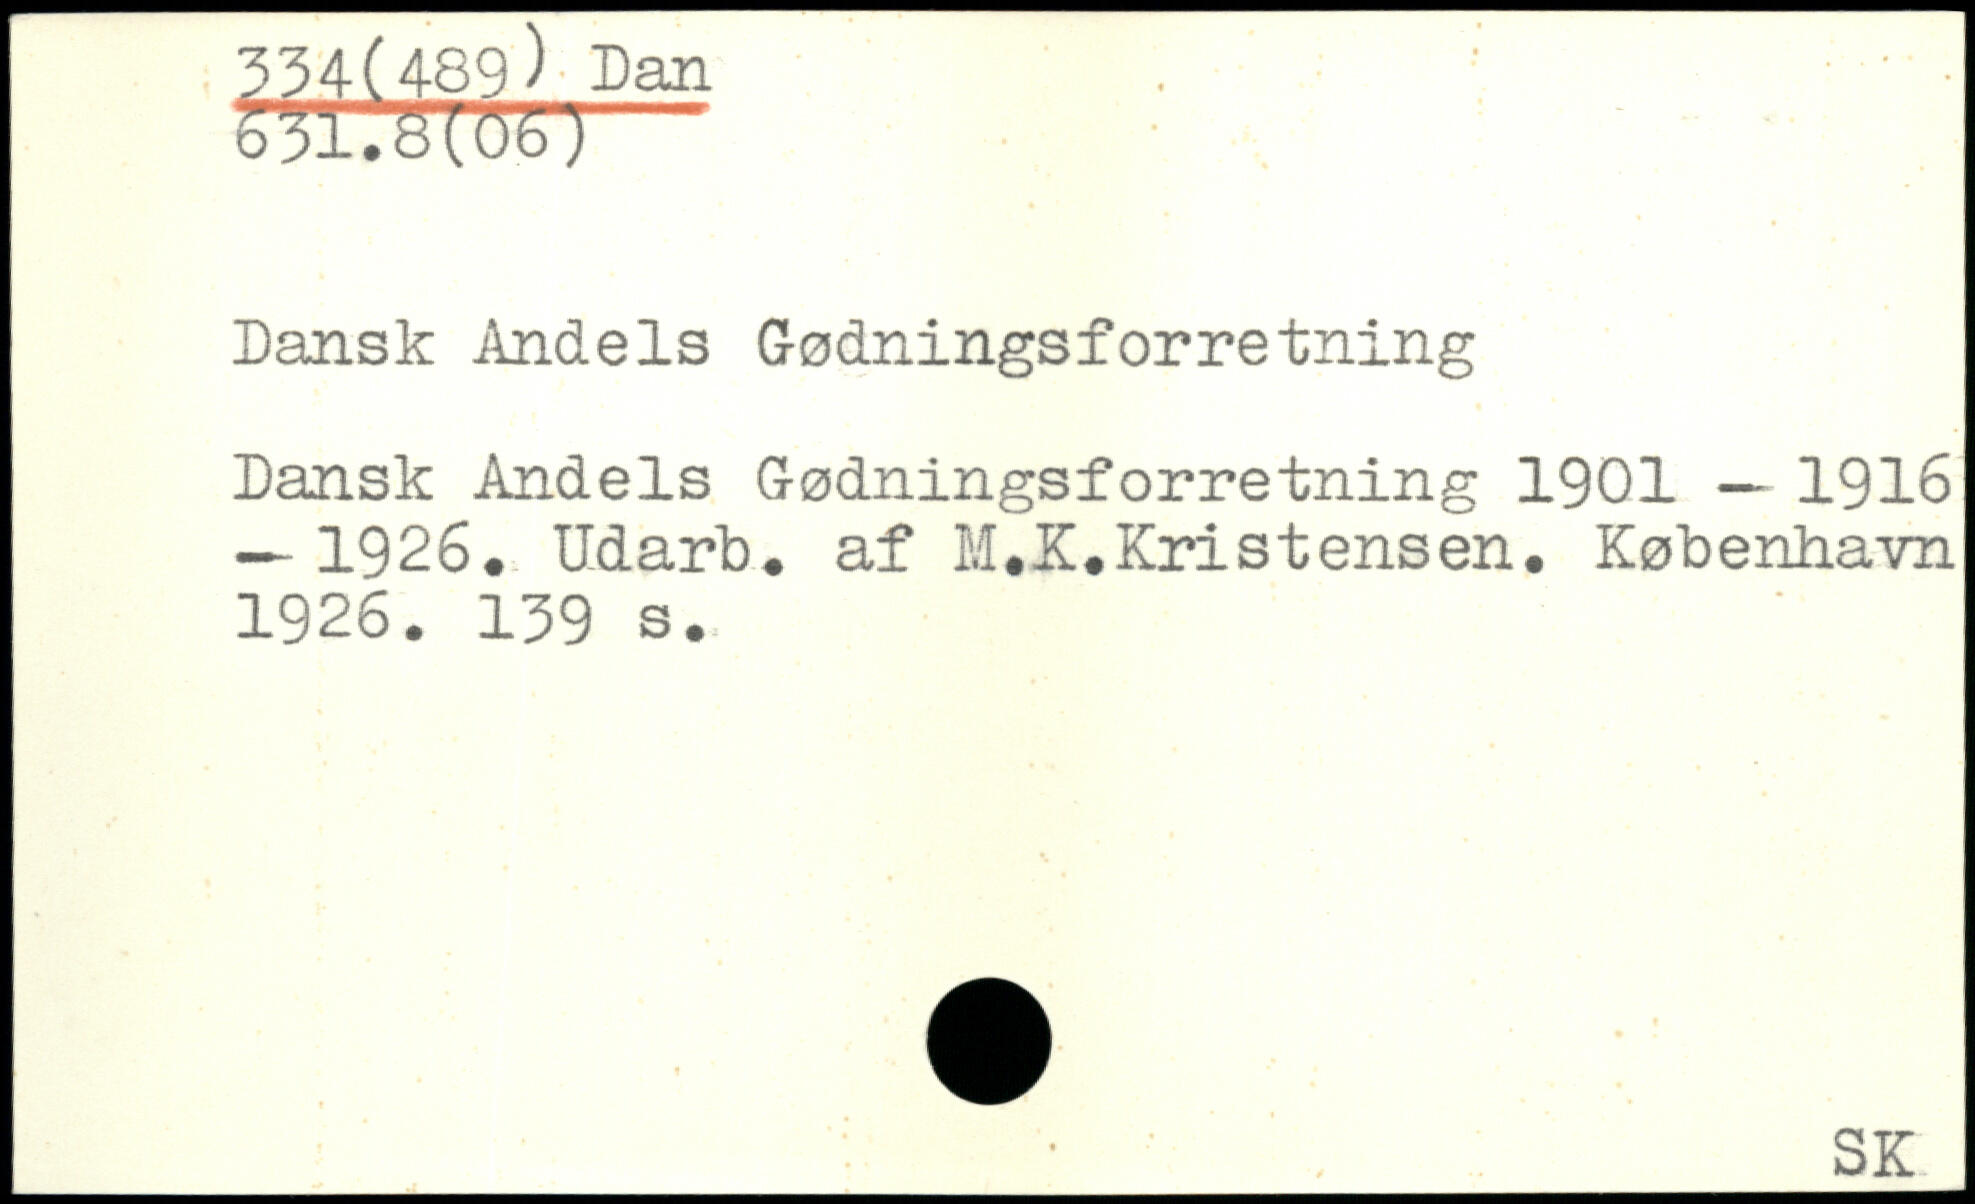 334(489) Dan
631.8(06)
Dansk Andels Gødningsforretning
Dansk Andels Gødningsforretning 1901 - 1916
- 1926. Udarb. af M.K.Kristensen. København
1926. 139 s.
SK